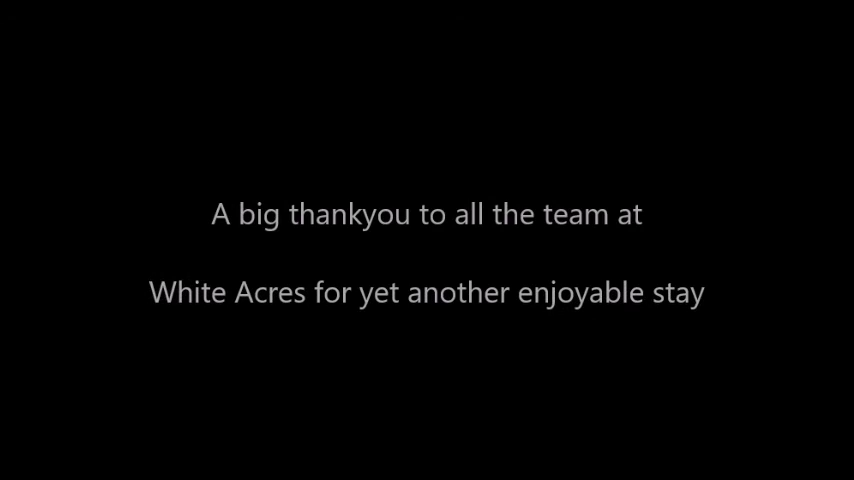 A big thankyou to all the team at
White Acres for yet another enjoyable stay